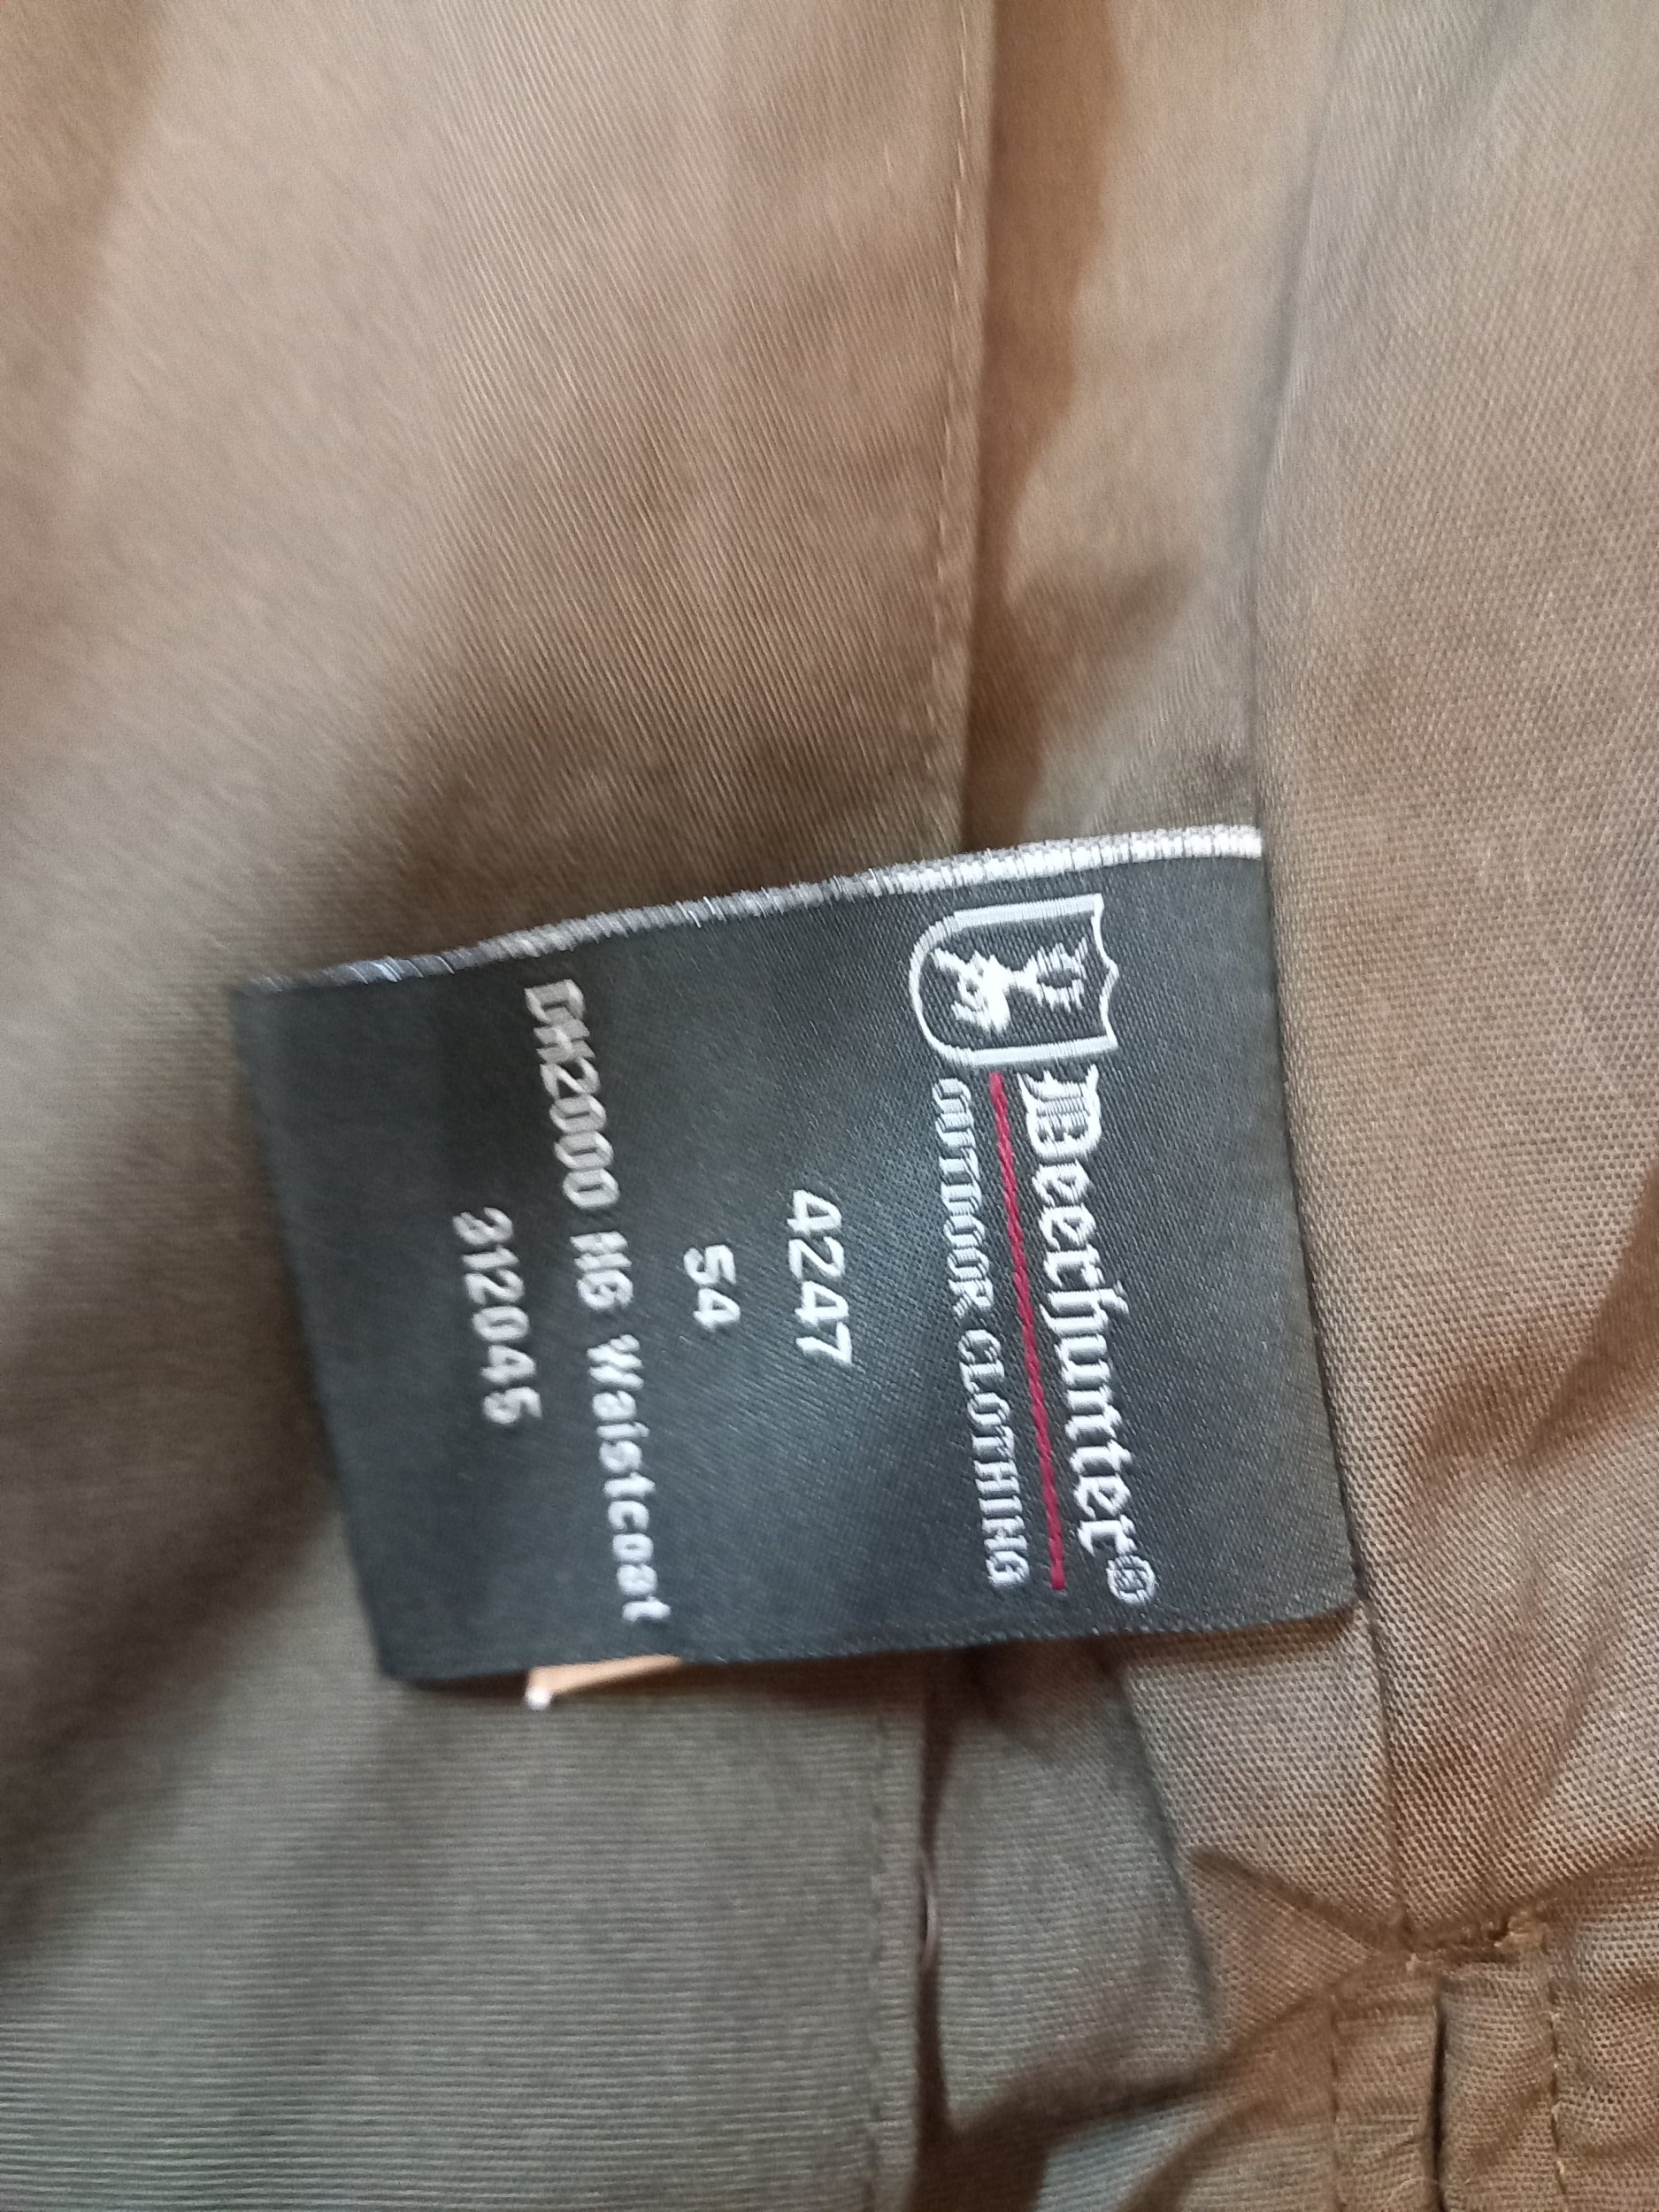 Deerhunter®
OUTDOOR CLOTHING
4247
54
DH2000 HG Waistcoat
312045